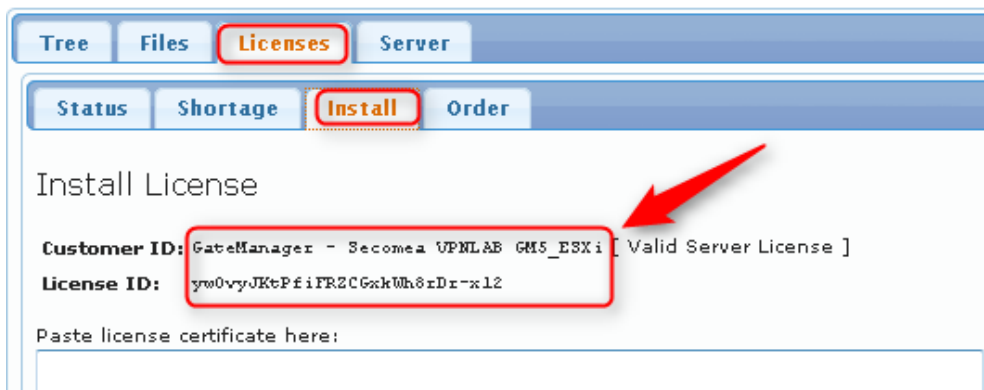 Tree Files Licenses Server
Status Shortage Install Order
Install License
Customer ID: GateManager - Secomea VPNLAB GM5_ESXi [ Valid Server License ]
License ID: yw0vyJKtPfiFRZCGxkWh8rDr-xl2
Paste license certificate here: